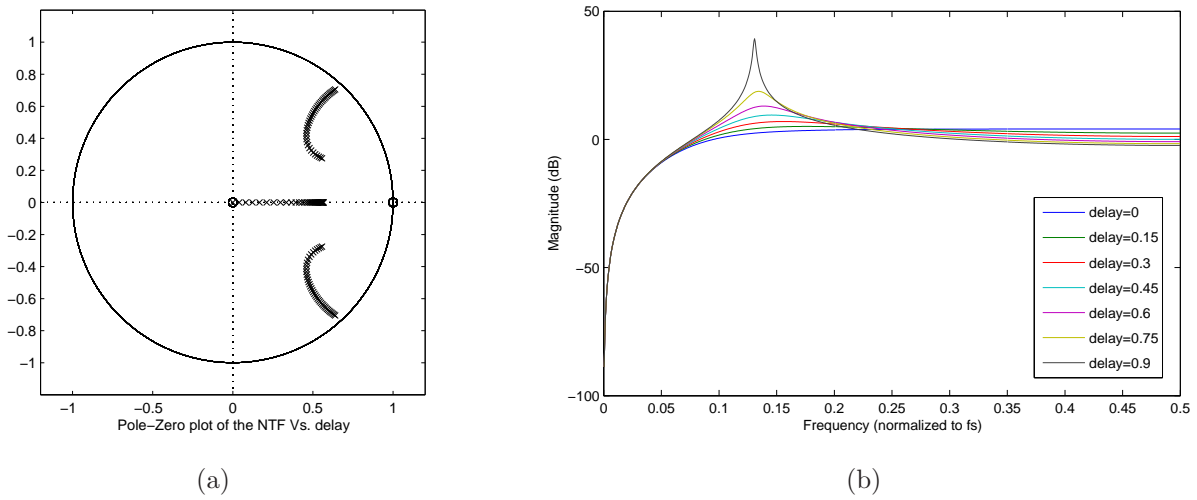 1
0.8
0.6
0.4
0.2
0
−0.2
−0.4
−0.6
−0.8
−1
−1 −0.5 0 0.5 1
Pole−Zero plot of the NTF Vs. delay
(a)
50
0
−50
−100
Magnitude (dB)
0 0.05 0.1 0.15 0.2 0.25 0.3 0.35 0.4 0.45 0.5
Frequency (normalized to fs)
delay=0
delay=0.15
delay=0.3
delay=0.45
delay=0.6
delay=0.75
delay=0.9
(b)